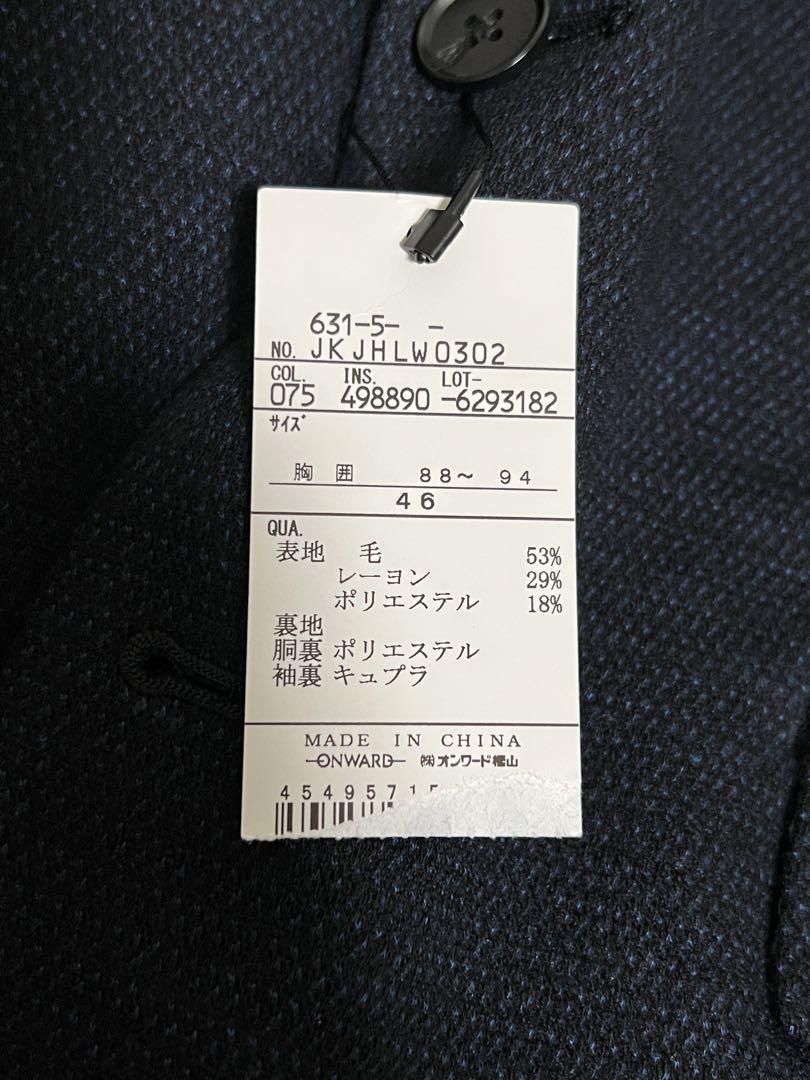 631-5- -
NO. JKJHLW0302
COL. INS. LOT-
075 498890 -6293182
サイズ
胸 囲 88～ 94
46
QUA.
表地 毛 53%
レーヨン 29%
ポリエステル 18%
裏地
胴裏 ポリエステル
袖裏 キュプラ
MADE IN CHINA
ONWARD ㈱オンワード樫山
4549571